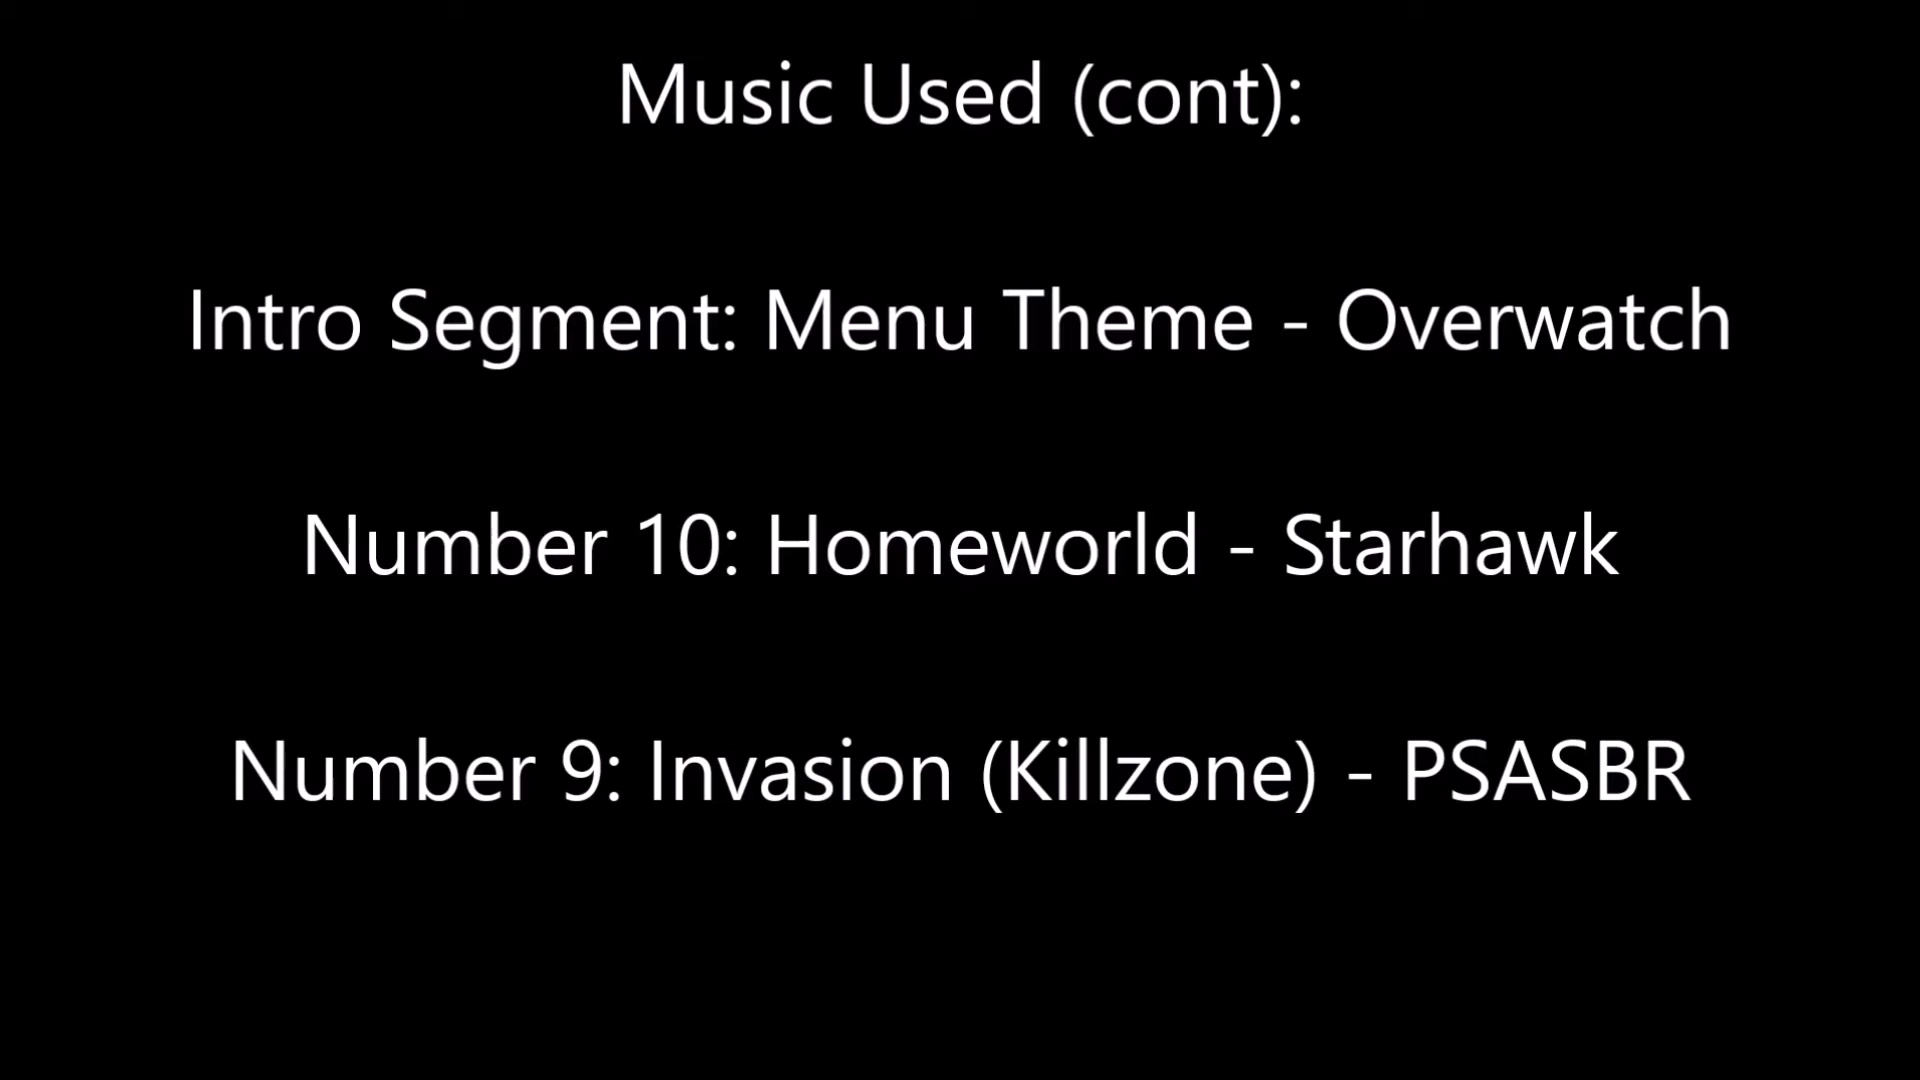 Music Used (cont):
Intro Segment: Menu Theme - Overwatch
Number 10: Homeworld - Starhawk
Number 9: Invasion (Killzone) - PSASBR